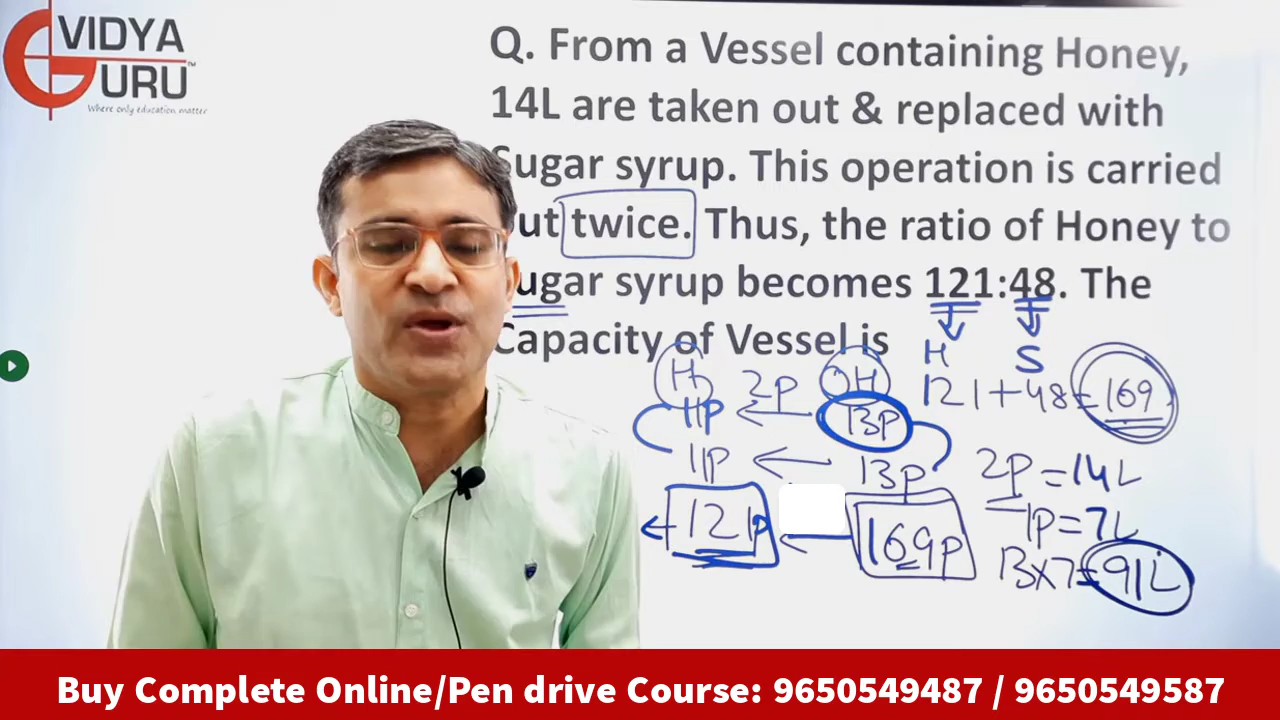 VIDYA
GURU™
Where only education matter
Q. From a Vessel containing Honey,
14L are taken out & replaced with
Sugar syrup. This operation is carried
out twice. Thus, the ratio of Honey to
Sugar syrup becomes 121:48. The
Capacity of Vessel is
H S
121+48=169
H 2P OH
11P ← 13P
11P ← 13P
121P ← 169P
2P=14L
1P=7L
13x7=91L
Buy Complete Online/Pen drive Course: 9650549487 / 9650549587